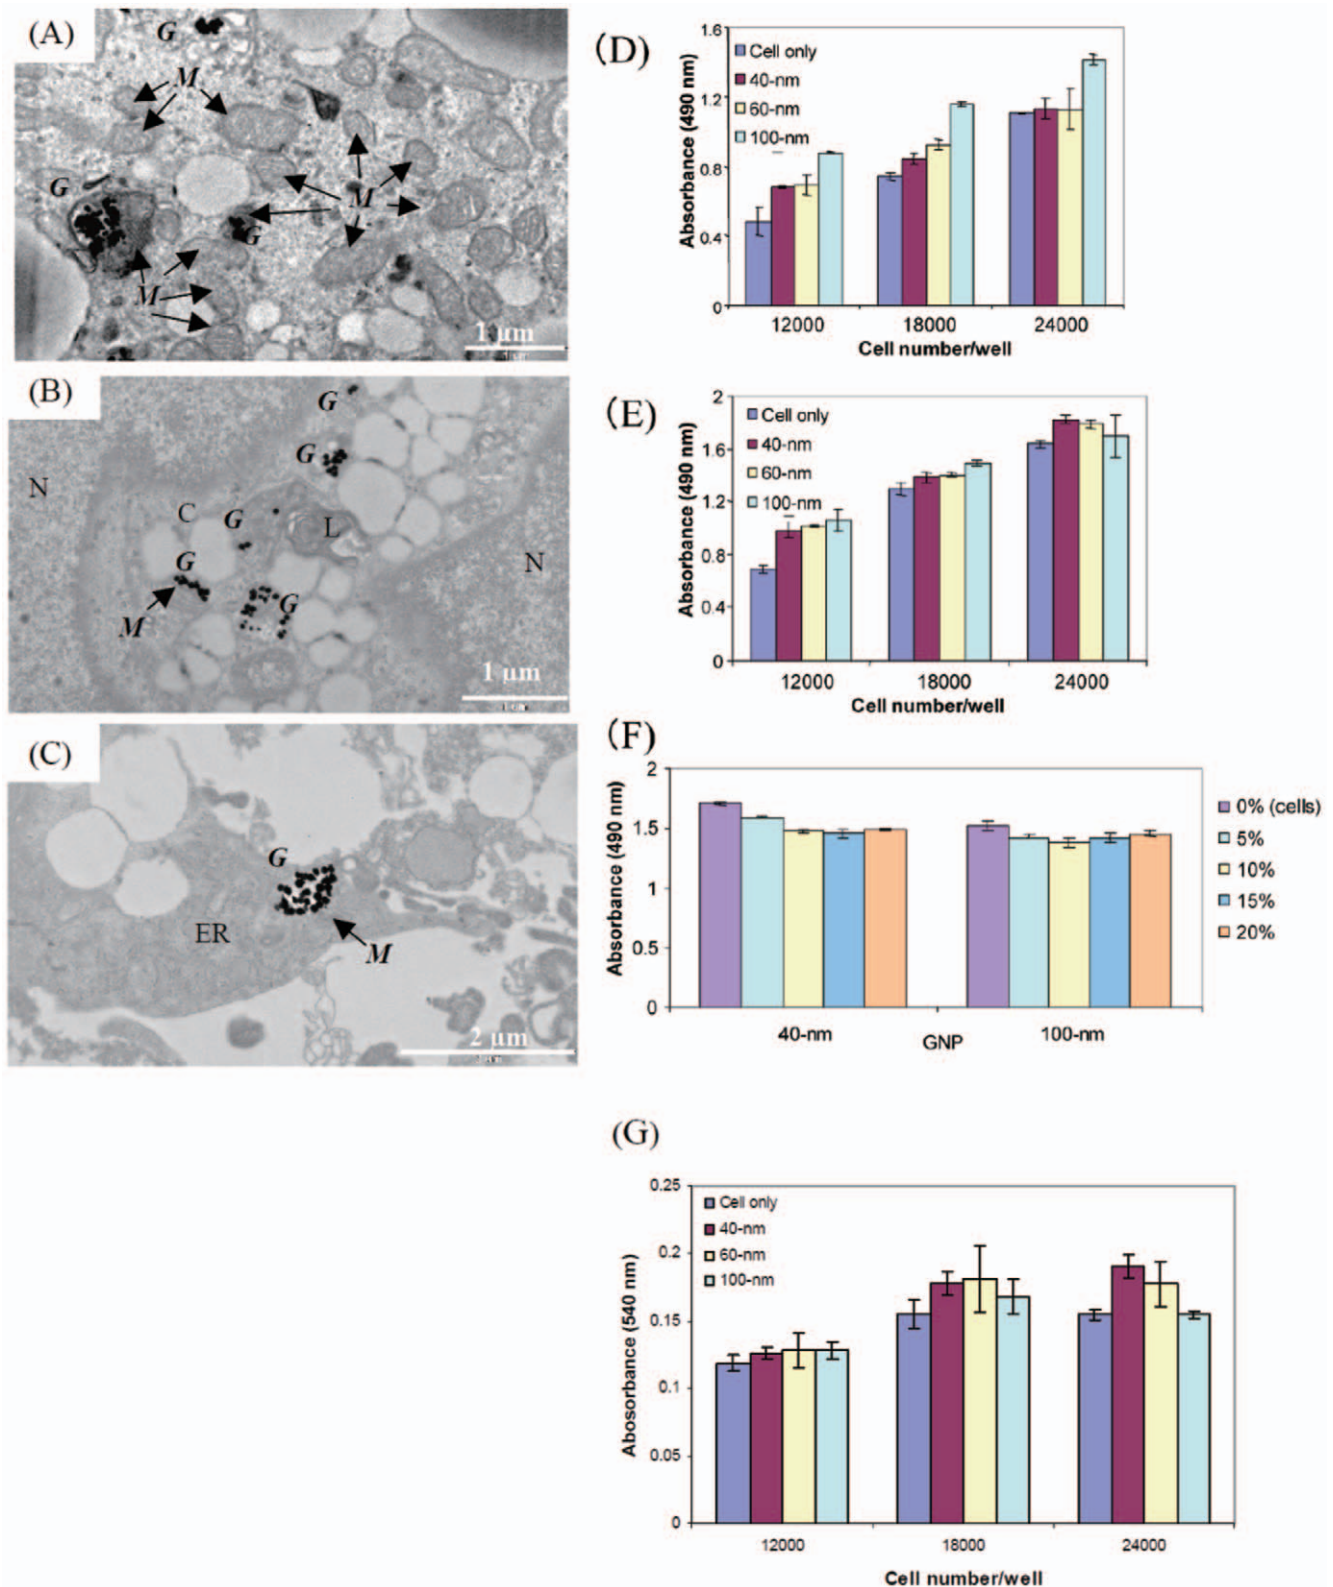 (A)
G
M
G
M
G
M
1 µm
(B)
G
G
N
C
G
L
G
N
G
M
1 µm
(C)
G
ER
M
2 µm
(D)
1.6
1.2
0.8
0.4
0
Absorbance (490 nm)
Cell only
40-nm
60-nm
100-nm
12000 18000 24000
Cell number/well
(E)
2
1.6
1.2
0.8
0.4
0
Absorbance (490 nm)
Cell only
40-nm
60-nm
100-nm
12000 18000 24000
Cell number/well
(F)
2
1.5
1
0.5
0
Absorbance (490 nm)
0% (cells)
5%
10%
15%
20%
40-nm GNP 100-nm
(G)
0.25
0.2
0.15
0.1
0.05
0
Abosorbance (540 nm)
Cell only
40-nm
60-nm
100-nm
12000 18000 24000
Cell number/well